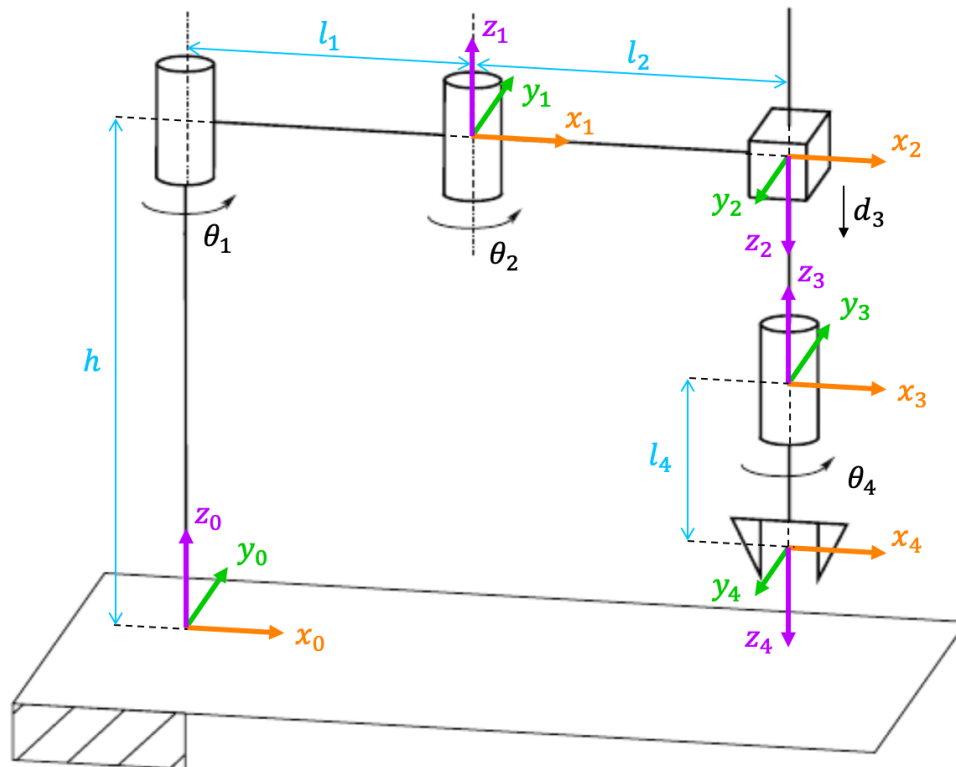 l₁
z₁
l₂
y₁
x₁
x₂
θ₁
θ₂
y₂
d₃
z₂
z₃
y₃
h
x₃
l₄
θ₄
z₀
y₀
x₄
y₄
x₀
z₄